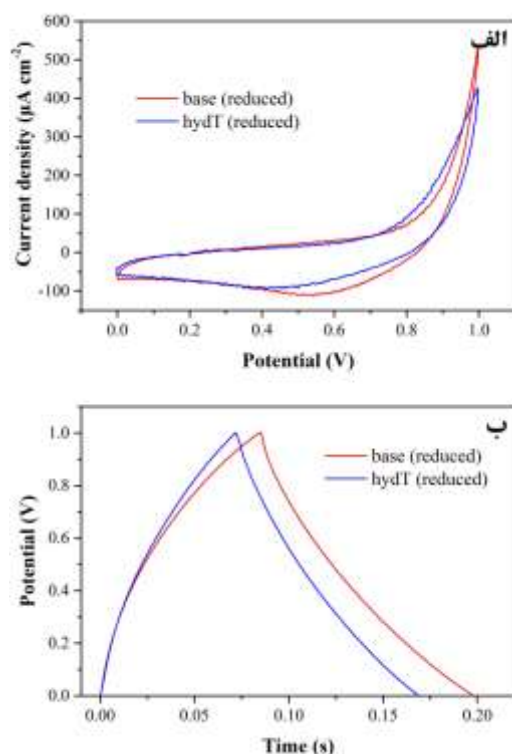 الف
600
500
400
300
200
100
0
-100
Current density (µA cm⁻²)
base (reduced)
hydT (reduced)
0.0 0.2 0.4 0.6 0.8 1.0
Potential (V)
ب
1.0
0.8
0.6
0.4
0.2
0.0
Potential (V)
base (reduced)
hydT (reduced)
0.00 0.05 0.10 0.15 0.20
Time (s)